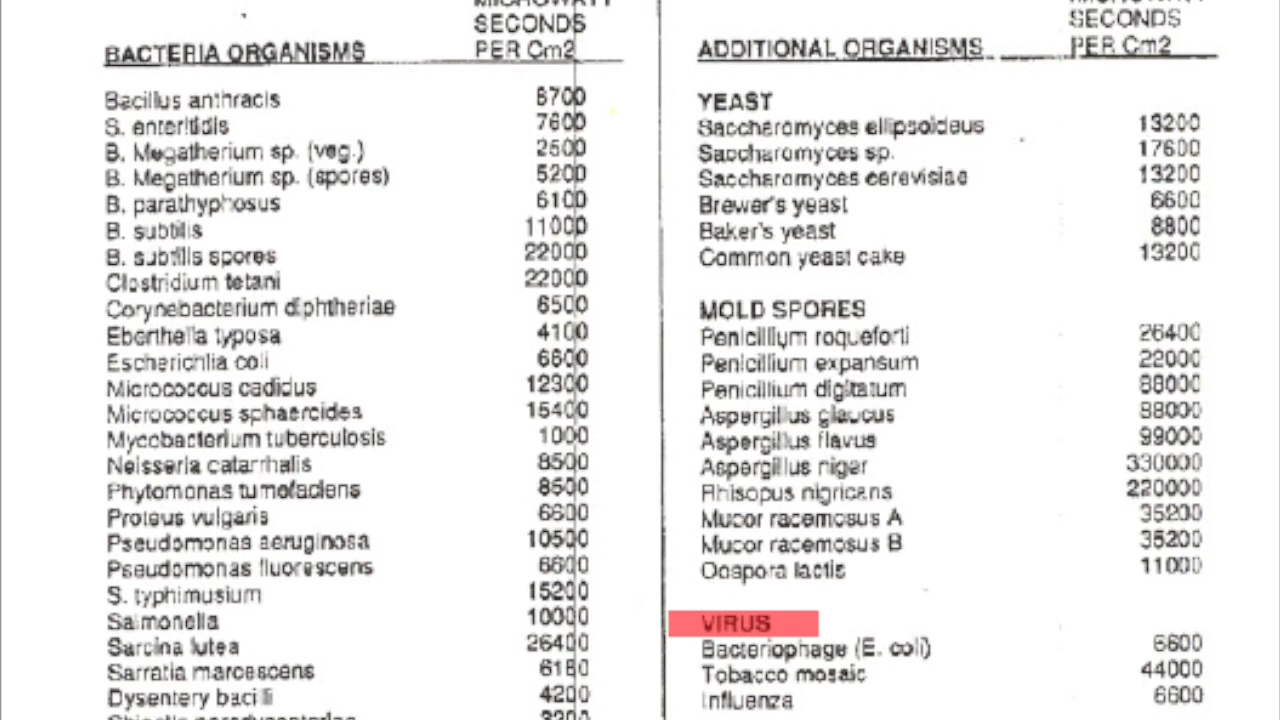 BACTERIA ORGANISMS
SECONDS
PER Cm2
Bacillus anthracis 8700
S. enteritidis 7600
B. Megatherium sp. (veg.) 2500
B. Megatherium sp. (spores) 5200
B. parathyphosus 6100
B. subtilis 11000
B. subtilis spores 22000
Clostridium tetani 22000
Corynebacterium diphtheriae 6500
Eberthella typosa 4100
Escherichia coli 6600
Micrococcus cadidus 12300
Micrococcus sphaercides 15400
Mycobacterium tuberculosis 1000
Neisseria catarrhalis 8500
Phytomonas tumefaciens 8500
Proteus vulgaris 6600
Pseudomonas aeruginosa 10500
Pseudomonas fluorescens 6600
S. typhimusium 15200
Salmonella 10000
Sarcina lutea 26400
Sarratia marcescens
Dysentery bacilli 4200
ADDITIONAL ORGANISMS
SECONDS
PER Cm2
YEAST
Saccharomyces ellipsoideus 13200
Saccharomyces sp. 17600
Saccharomyces cerevisiae 13200
Brewer's yeast 6600
Baker's yeast 8800
Common yeast cake 13200
MOLD SPORES
Penicillium roqueforti 26400
Penicillium expansum 22000
Penicillium digitatum 88000
Aspergillus glaucus 88000
Aspergillus flavus 99000
Aspergillus niger 330000
Rhisopus nigricans 220000
Mucor racemosus A 35200
Mucor racemosus B 35200
Oospora lactis 11000
VIRUS
Bacteriophage (E. coli) 6600
Tobacco mosaic 44000
Influenza 6600